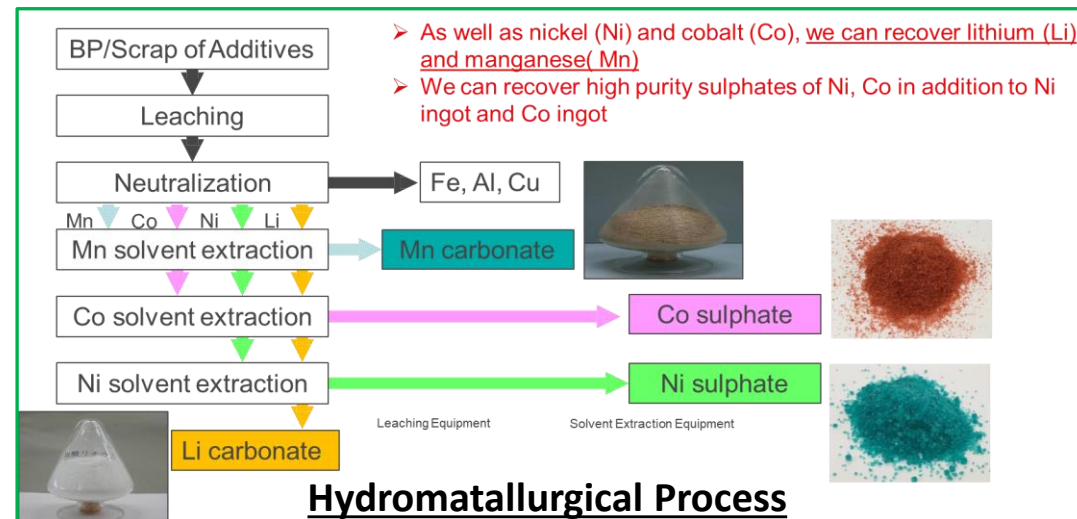 BP/Scrap of Additives
➢ As well as nickel (Ni) and cobalt (Co), we can recover lithium (Li)
and manganese( Mn)
➢ We can recover high purity sulphates of Ni, Co in addition to Ni
ingot and Co ingot
Leaching
Neutralization
Fe, Al, Cu
Mn Co Ni Li
Mn solvent extraction
Mn carbonate
Co solvent extraction
Co sulphate
Ni solvent extraction
Ni sulphate
Leaching Equipment
Solvent Extraction Equipment
Li carbonate
Hydromatallurgical Process